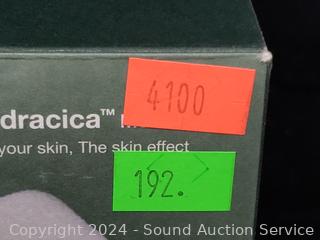 4100
dracica™
your skin, The skin effect
192.
Copyright © 2024 - Sound Auction Service